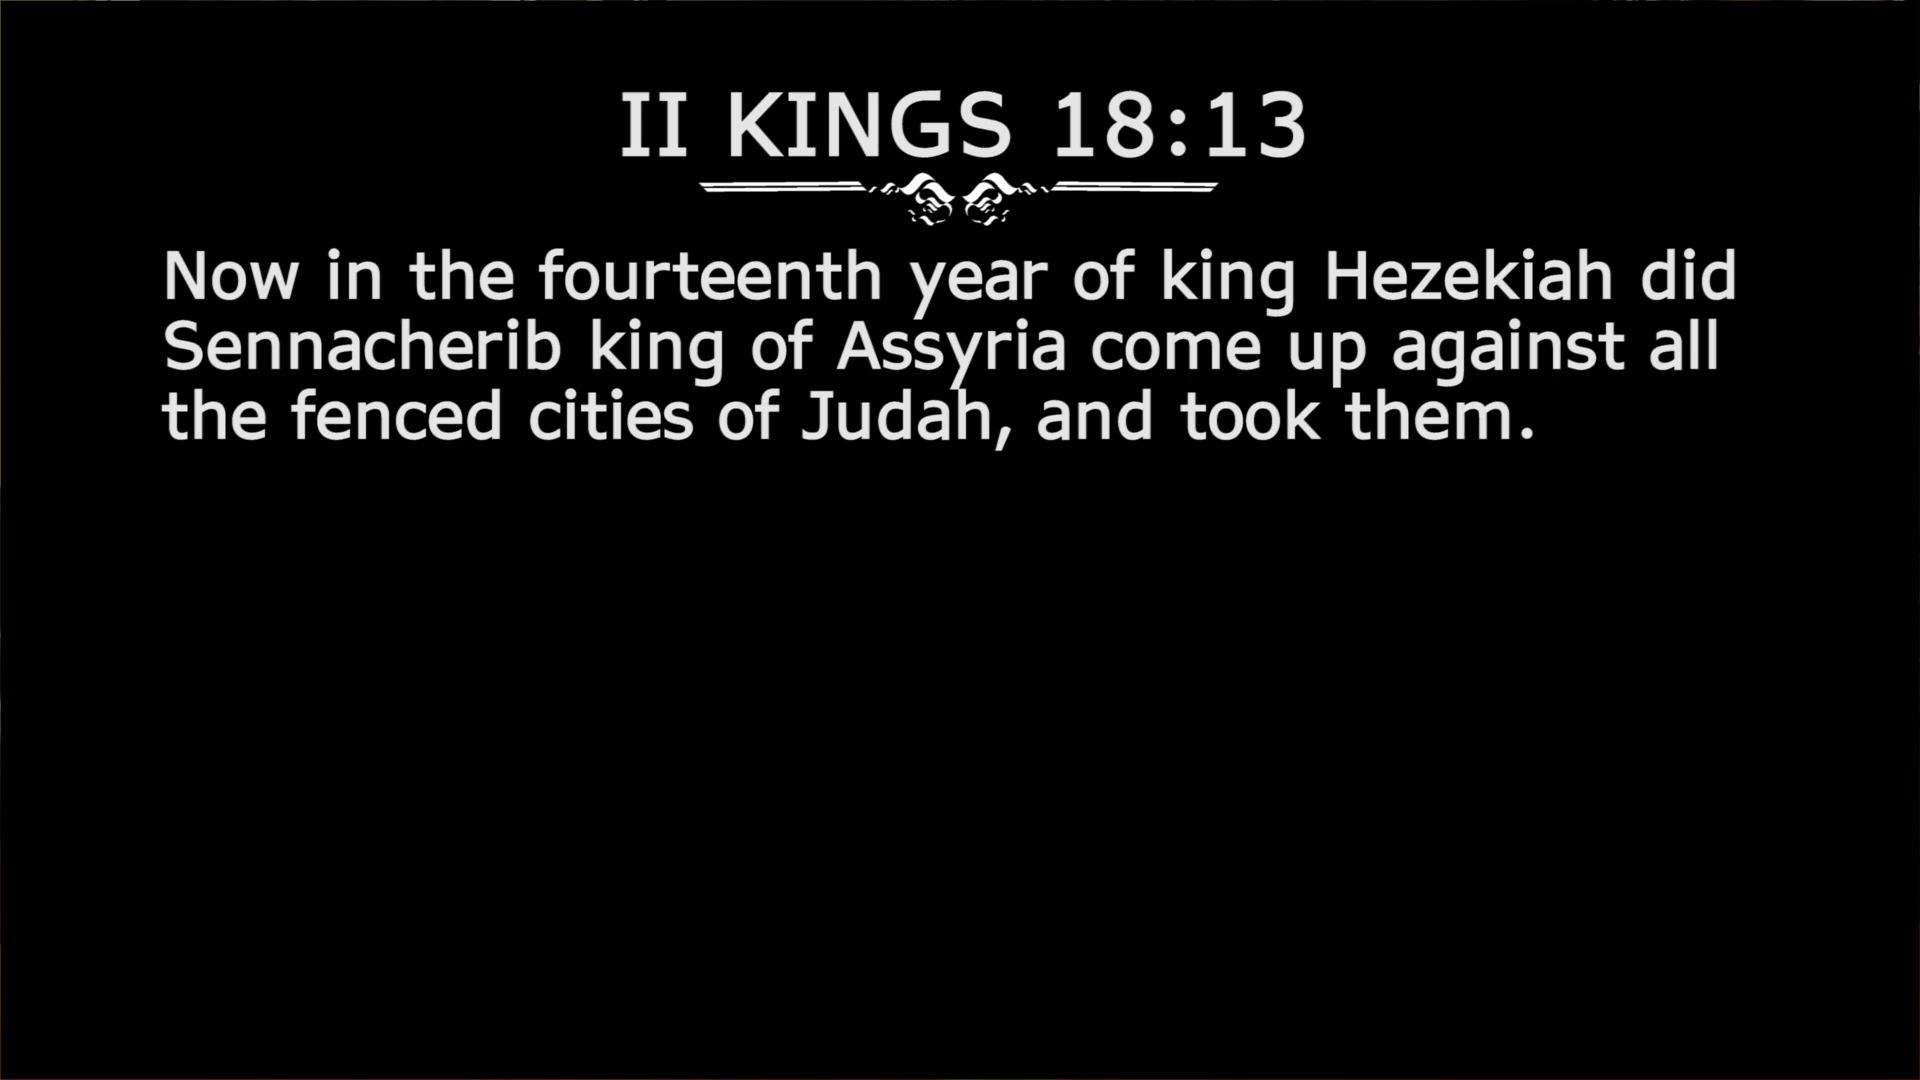 II KINGS 18:13
Now in the fourteenth year of king Hezekiah did
Sennacherib king of Assyria come up against all
the fenced cities of Judah, and took them.